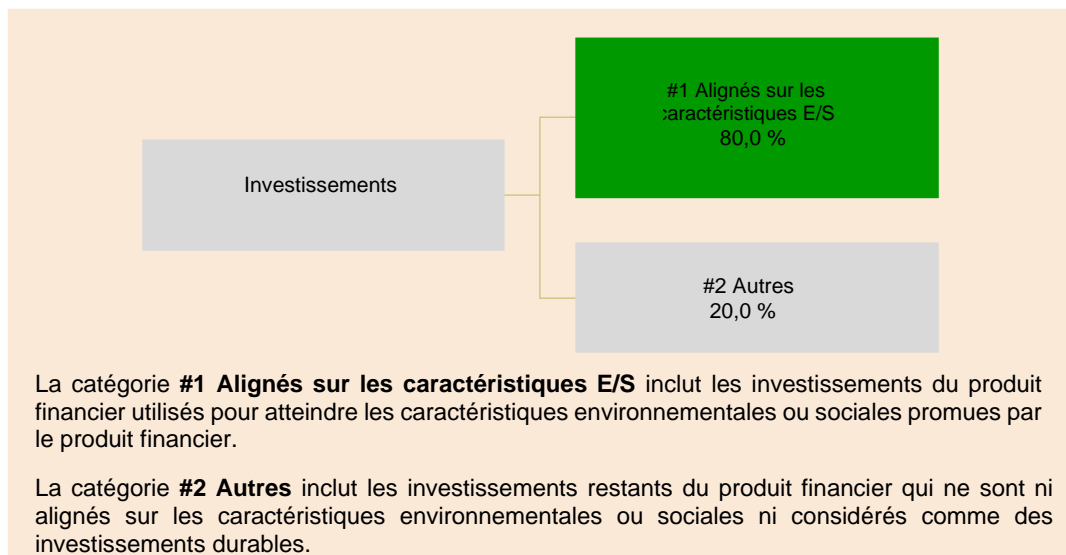 #1 Alignés sur les
caractéristiques E/S
80,0 %
Investissements
#2 Autres
20,0 %
La catégorie #1 Alignés sur les caractéristiques E/S inclut les investissements du produit
financier utilisés pour atteindre les caractéristiques environnementales ou sociales promues par
le produit financier.
La catégorie #2 Autres inclut les investissements restants du produit financier qui ne sont ni
alignés sur les caractéristiques environnementales ou sociales ni considérés comme des
investissements durables.